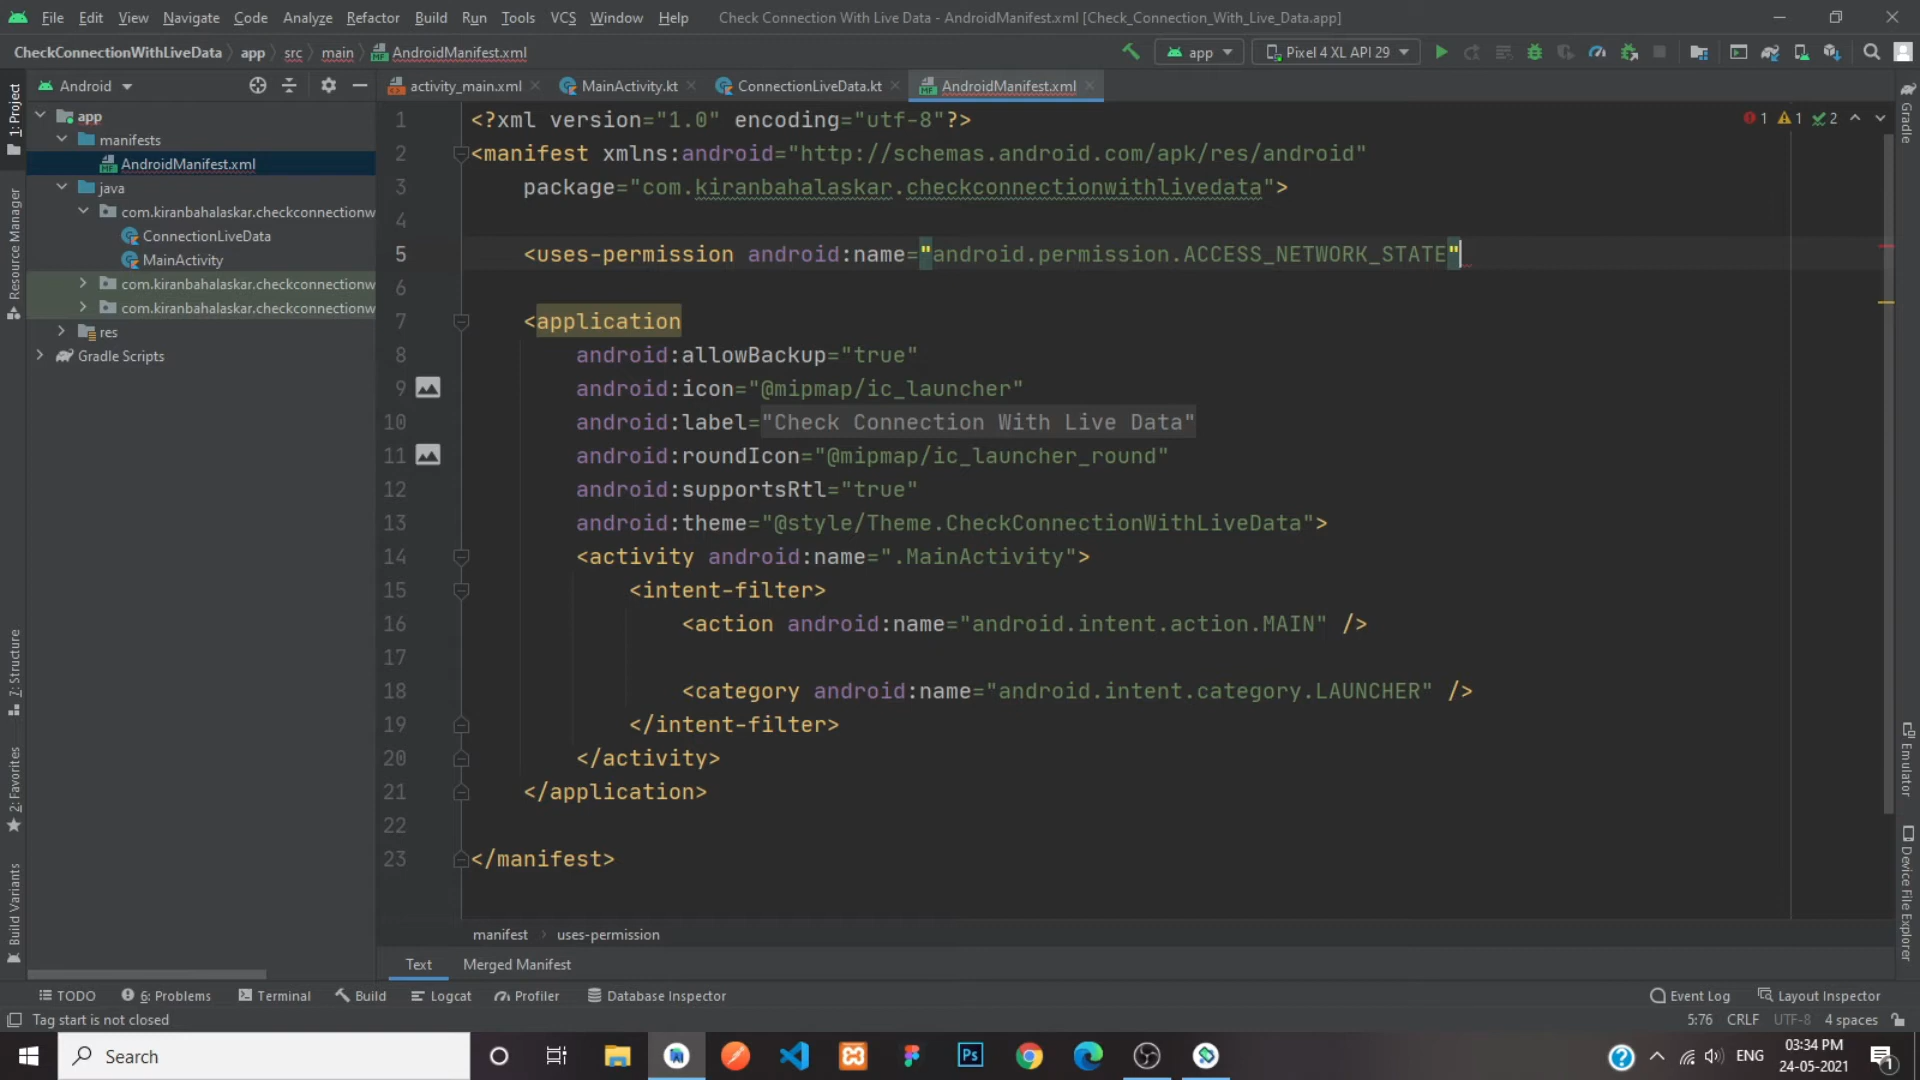 File Edit View Navigate Code Analyze Refactor Build Run Tools VCS Window Help Check Connection With Live Data - AndroidManifest.xml [Check_Connection_With_Live_Data.app]
CheckConnectionWithLiveData app src main AndroidManifest.xml app Pixel 4 XL API 29
Android
activity_main.xml MainActivity.kt ConnectionLiveData.kt AndroidManifest.xml
1: Project
Resource Manager
7: Structure
2: Favorites
Build Variants
app
manifests
AndroidManifest.xml
java
com.kiranbahalaskar.checkconnectionw
ConnectionLiveData
MainActivity
com.kiranbahalaskar.checkconnectionw
com.kiranbahalaskar.checkconnectionw
res
Gradle Scripts
1 <?xml version="1.0" encoding="utf-8"?>
2 <manifest xmlns:android="http://schemas.android.com/apk/res/android"
3 package="com.kiranbahalaskar.checkconnectionwithlivedata">
4
5 <uses-permission android:name="android.permission.ACCESS_NETWORK_STATE"
6
7 <application
8 android:allowBackup="true"
9 android:icon="@mipmap/ic_launcher"
10 android:label="Check Connection With Live Data"
11 android:roundIcon="@mipmap/ic_launcher_round"
12 android:supportsRtl="true"
13 android:theme="@style/Theme.CheckConnectionWithLiveData">
14 <activity android:name=".MainActivity">
15 <intent-filter>
16 <action android:name="android.intent.action.MAIN" />
17
18 <category android:name="android.intent.category.LAUNCHER" />
19 </intent-filter>
20 </activity>
21 </application>
22
23 </manifest>
1 1 2
Gradle
Emulator
Device File Explorer
manifest uses-permission
Text Merged Manifest
TODO 6: Problems Terminal Build Logcat Profiler Database Inspector Event Log Layout Inspector
Tag start is not closed 5:76 CRLF UTF-8 4 spaces
Search
Ps
ENG
03:34 PM
24-05-2021
1